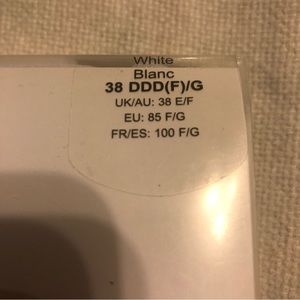 White
Blanc
38 DDD(F)/G
UK/AU: 38 E/F
EU: 85 F/G
FR/ES: 100 F/G